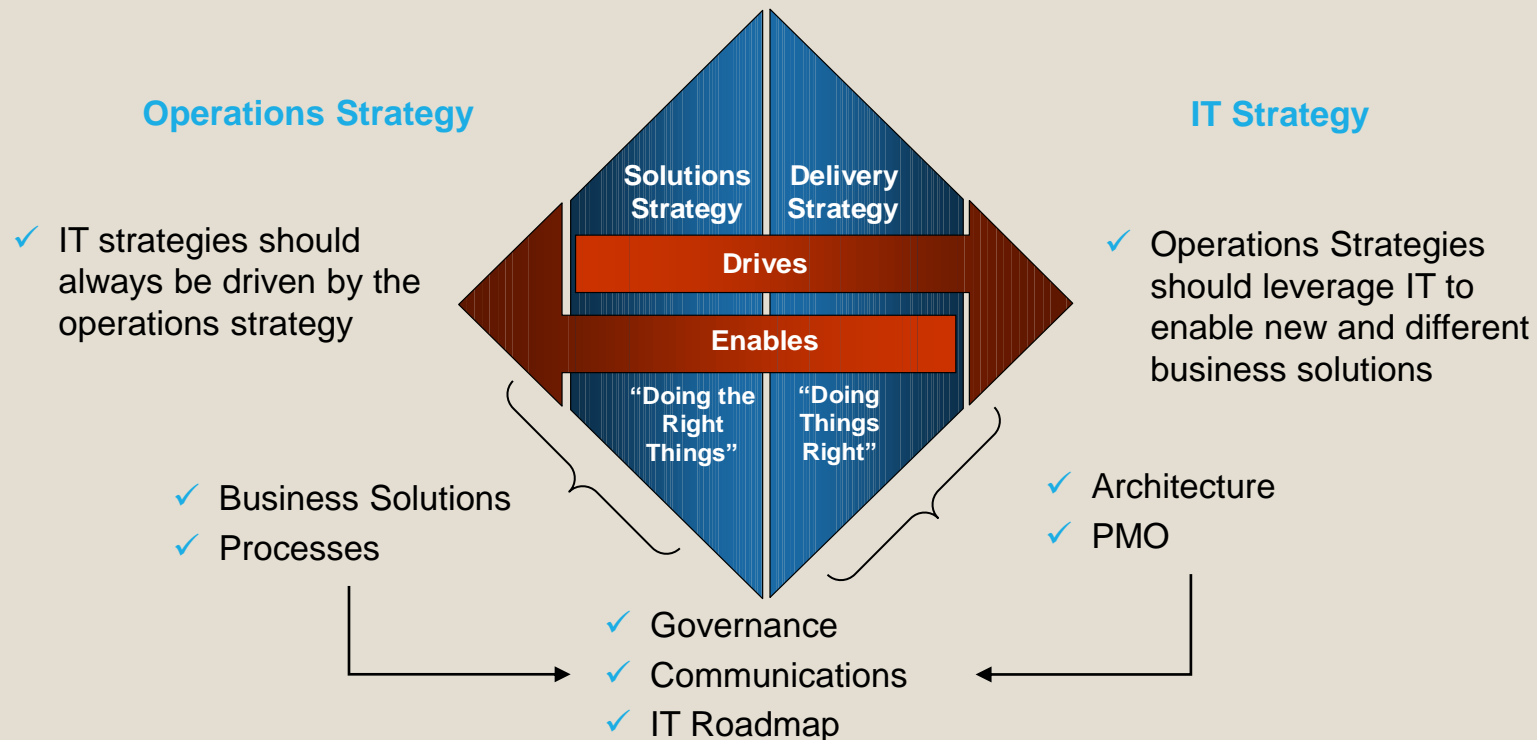 Operations Strategy
IT strategies should
always be driven by the
operations strategy
Solutions
Strategy
Delivery
Strategy
Drives
Enables
“Doing the
Right
Things”
“Doing
Things
Right”
IT Strategy
Operations Strategies
should leverage IT to
enable new and different
business solutions
Business Solutions
Processes
Architecture
PMO
Governance
Communications
IT Roadmap